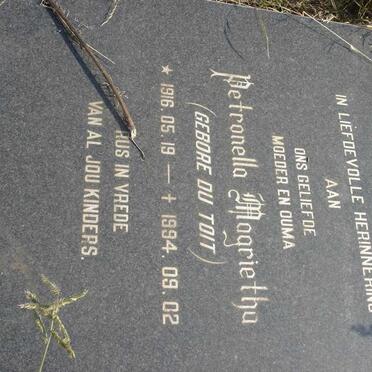 IN LIEFDEVOLLE HERINNERING
AAN
ONS GELIEFDE
MOEDER EN OUMA
Petronella Magrietha
(GEBORE DU TOIT)
★ 1916.05.19 — ✝ 1994.09.02
RUS IN VREDE
VAN AL JOU KINDERS.